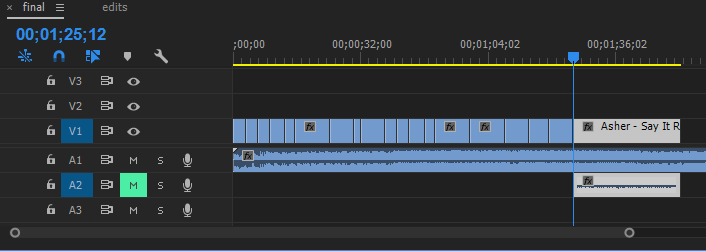 × final ≡ edits
00;01;25;12
;00;00 00;00;32;00 00;01;04;02 00;01;36;02
V3
V2
V1 fx fx fx fx Asher - Say It R
A1 M S fx
A2 M S fx
A3 M S